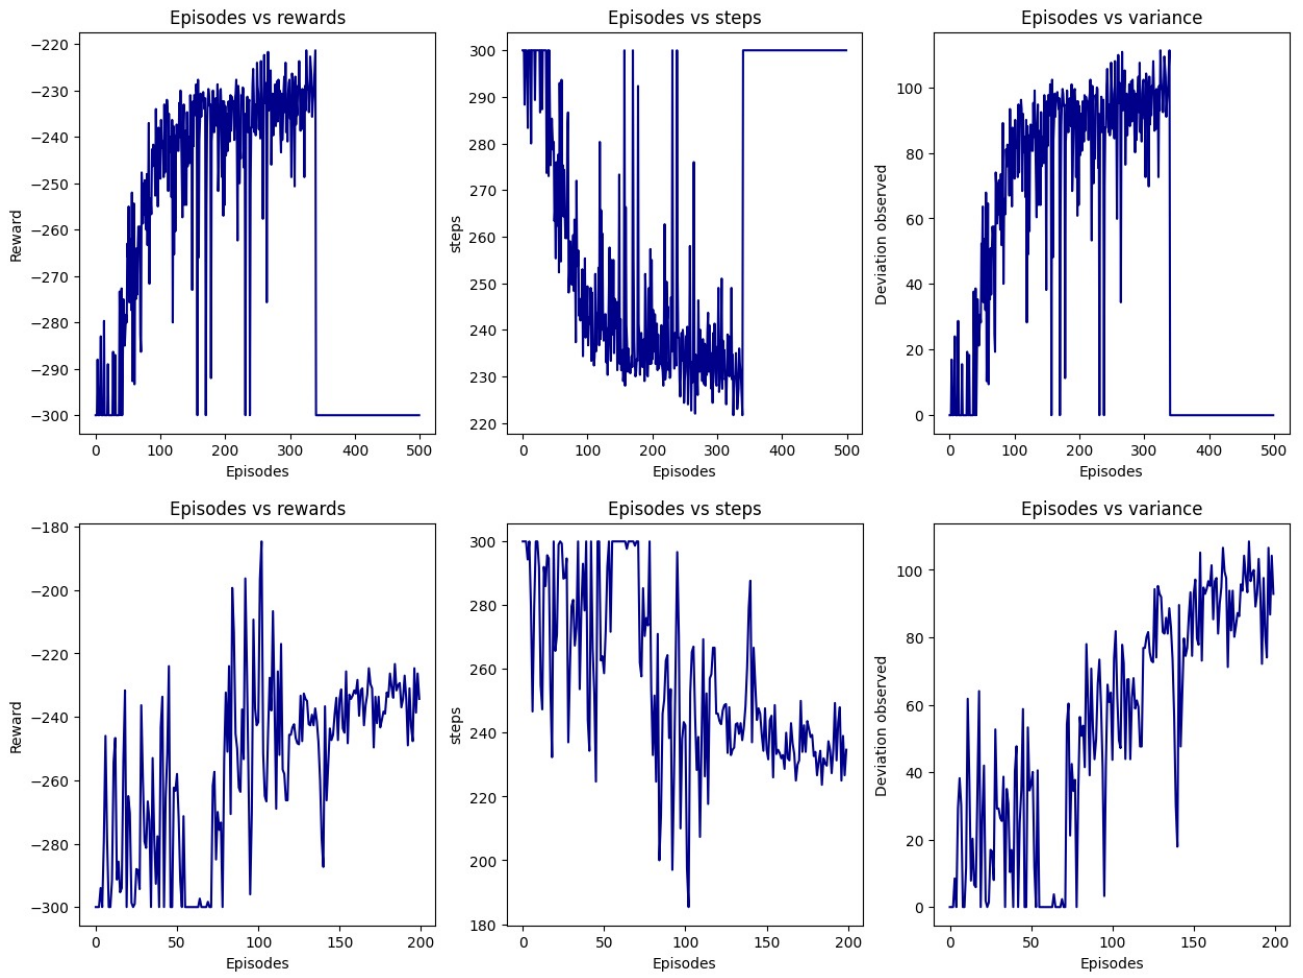 Episodes vs rewards
Episodes vs steps
Episodes vs variance
−220
−230
−240
−250
−260
−270
−280
−290
−300
Reward
0 100 200 300 400 500
Episodes
300
290
280
270
260
250
240
230
220
steps
0 100 200 300 400 500
Episodes
100
80
60
40
20
0
Deviation observed
0 100 200 300 400 500
Episodes
Episodes vs rewards
Episodes vs steps
Episodes vs variance
−180
−200
−220
−240
−260
−280
−300
Reward
0 50 100 150 200
Episodes
300
280
260
240
220
200
180
steps
0 50 100 150 200
Episodes
100
80
60
40
20
0
Deviation observed
0 50 100 150 200
Episodes